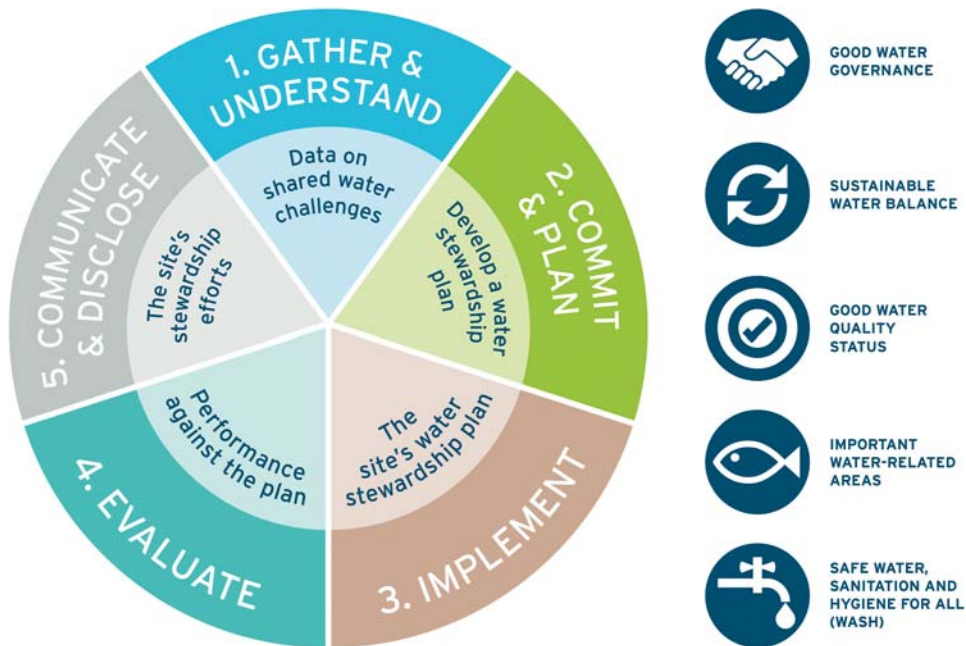 1. GATHER &
UNDERSTAND
Data on
shared water
challenges
2. COMMIT
& PLAN
Develop a water
stewardship
plan
3. IMPLEMENT
The
site's water
stewardship plan
4. EVALUATE
Performance
against the plan
5. COMMUNICATE
& DISCLOSE
The site's
stewardship
efforts
GOOD WATER
GOVERNANCE
SUSTAINABLE
WATER BALANCE
GOOD WATER
QUALITY
STATUS
IMPORTANT
WATER-RELATED
AREAS
SAFE WATER,
SANITATION AND
HYGIENE FOR ALL
(WASH)